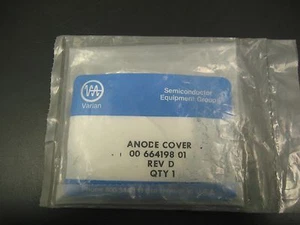 Varian
Semiconductor
Equipment Group
ANODE COVER
00 664198 01
REV D
QTY 1